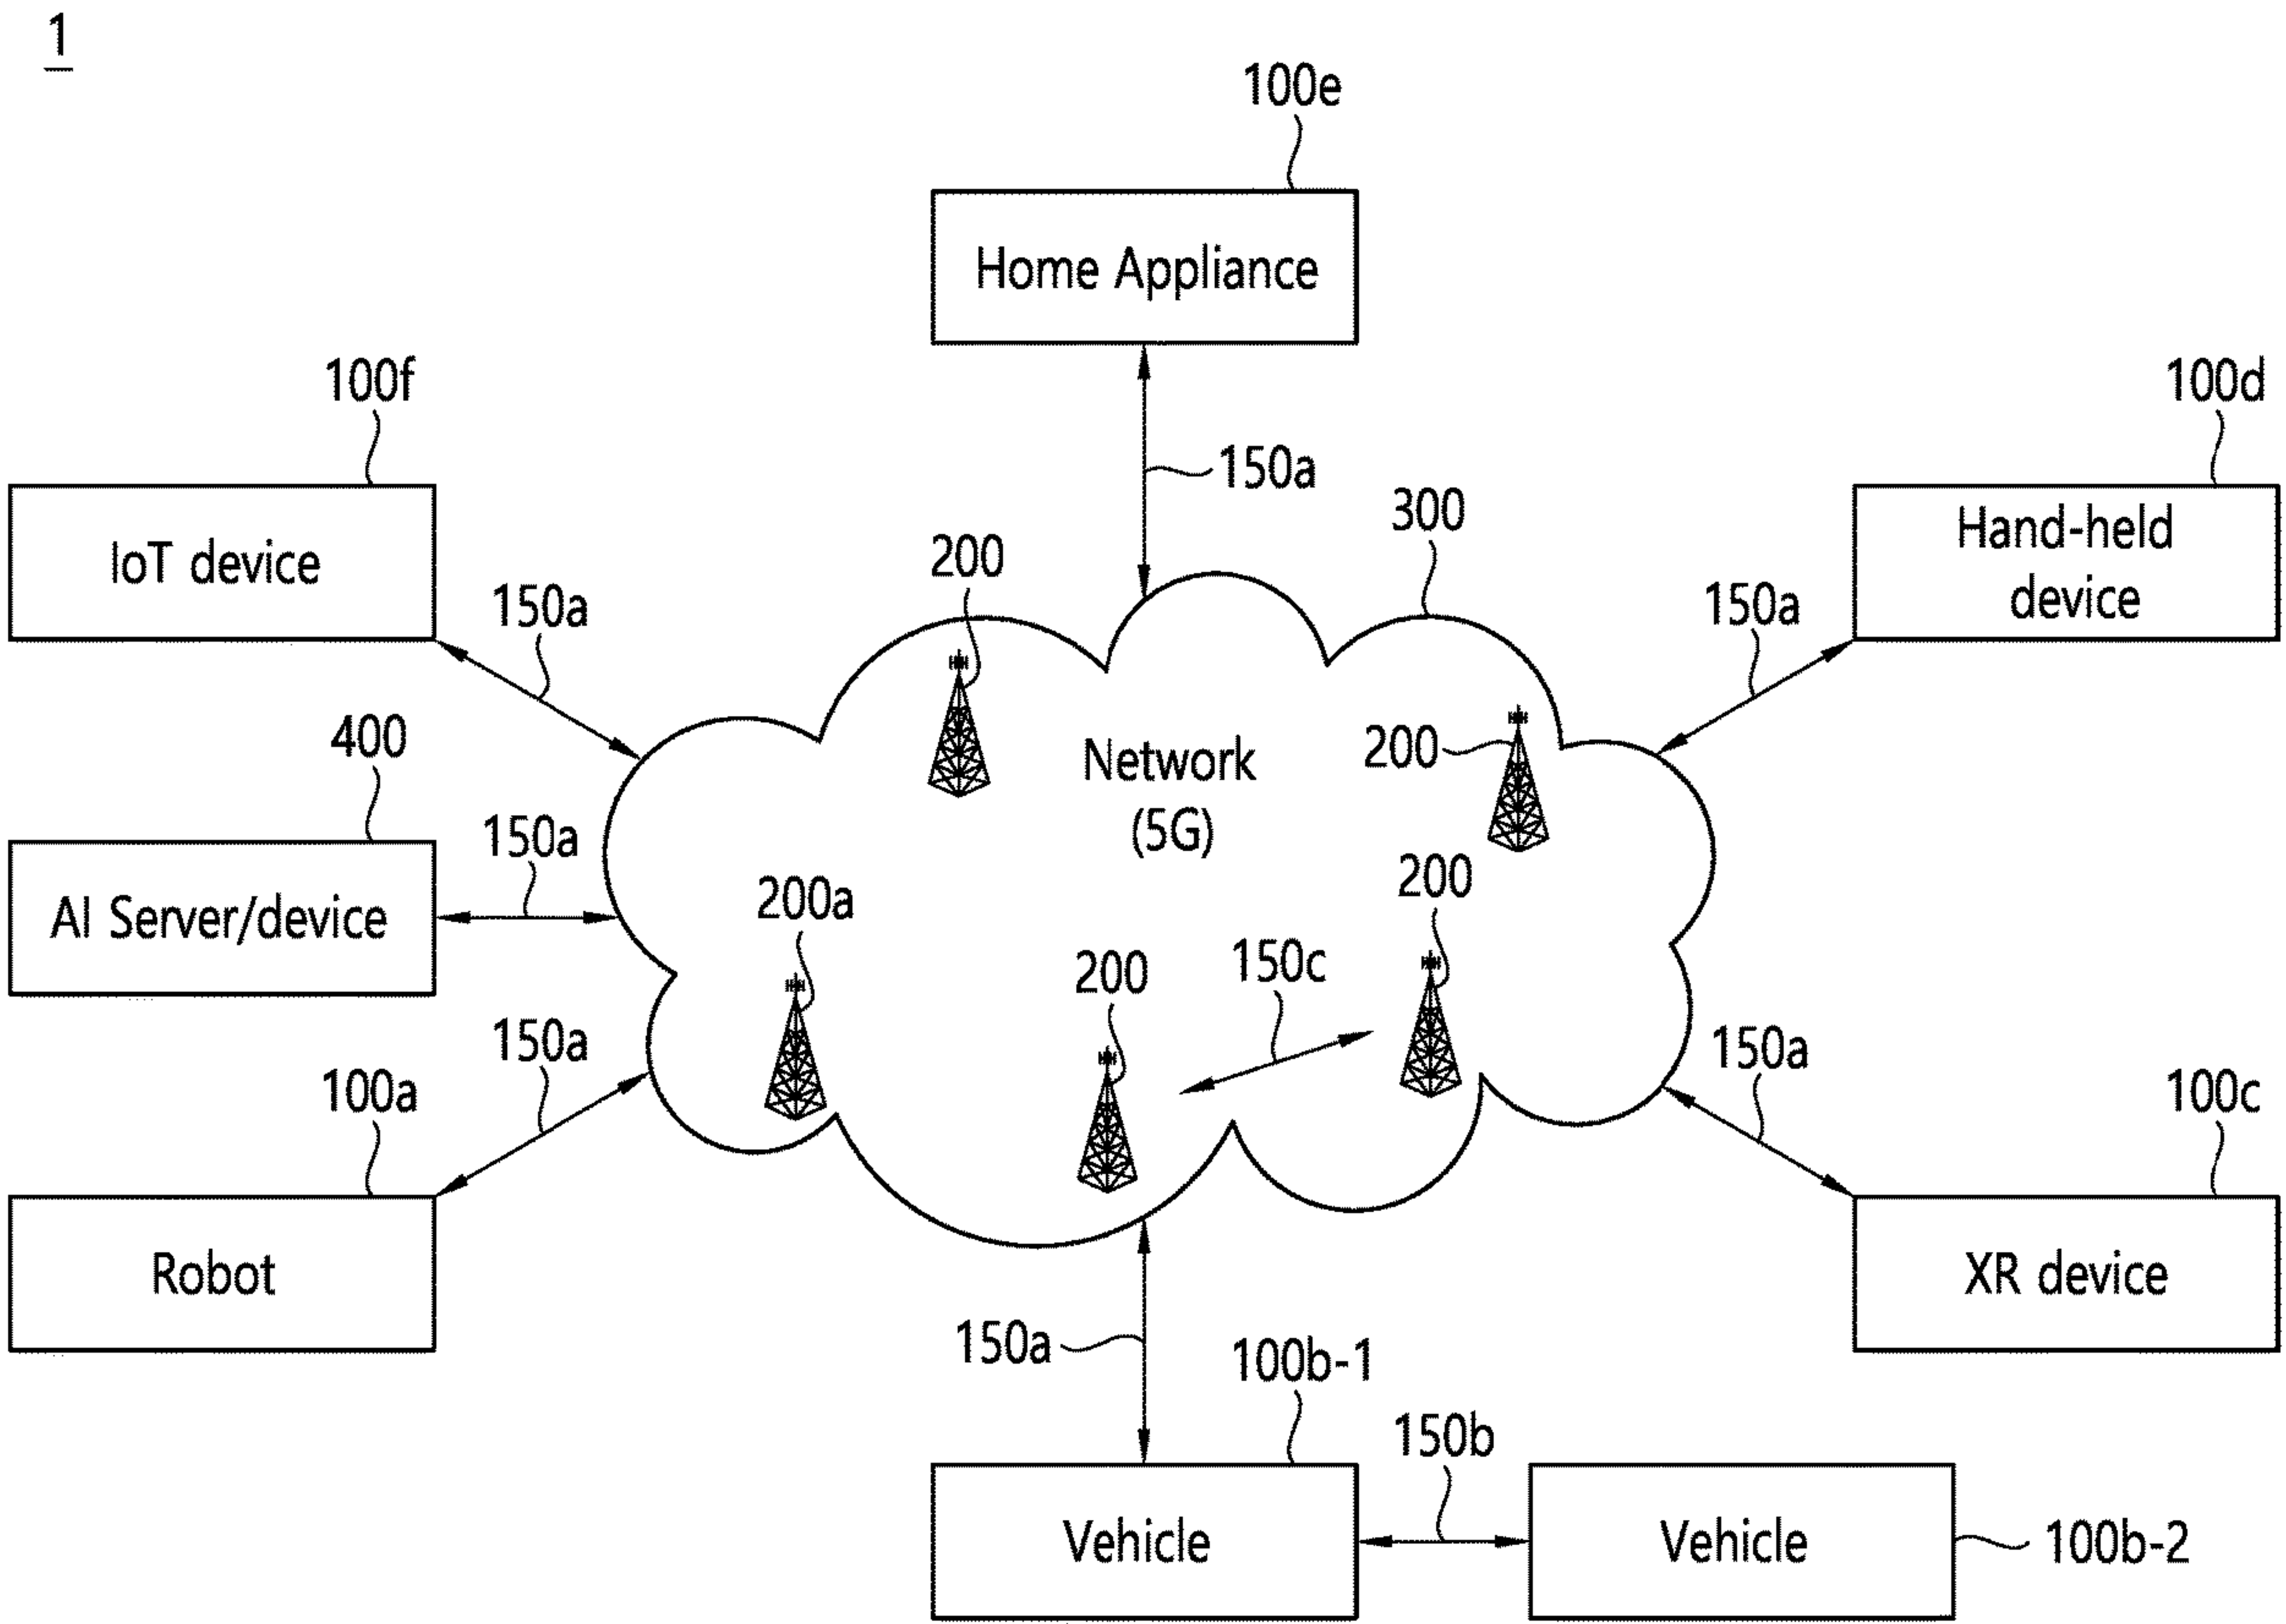 1
100e
Home Appliance
100f
100d
150a
IoT device
300
Hand-held
device
200
150a
150a
400
Network
(5G)
200
AI Server/device
150a
200a
200
200
150c
150a
150a
100a
100c
Robot
XR device
150a
100b-1
150b
Vehicle
Vehicle
100b-2